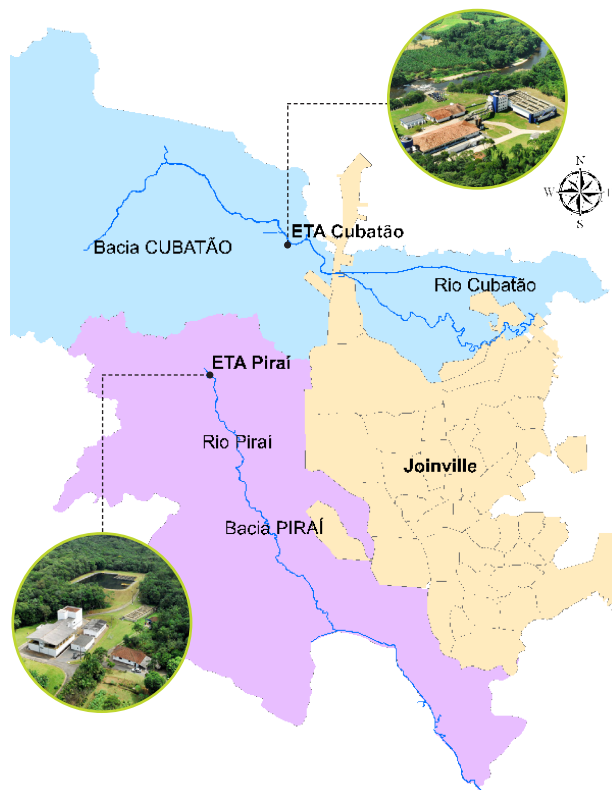 N
W
S
ETA Cubatão
Bacia CUBATÃO
Rio Cubatão
ETA Piraí
Rio Piraí
Joinville
Bacia PIRAÍ